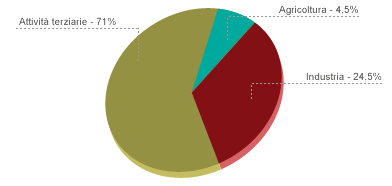 Agricoltura - 4,5%
Attività terziarie - 71%
Industria - 24,5%